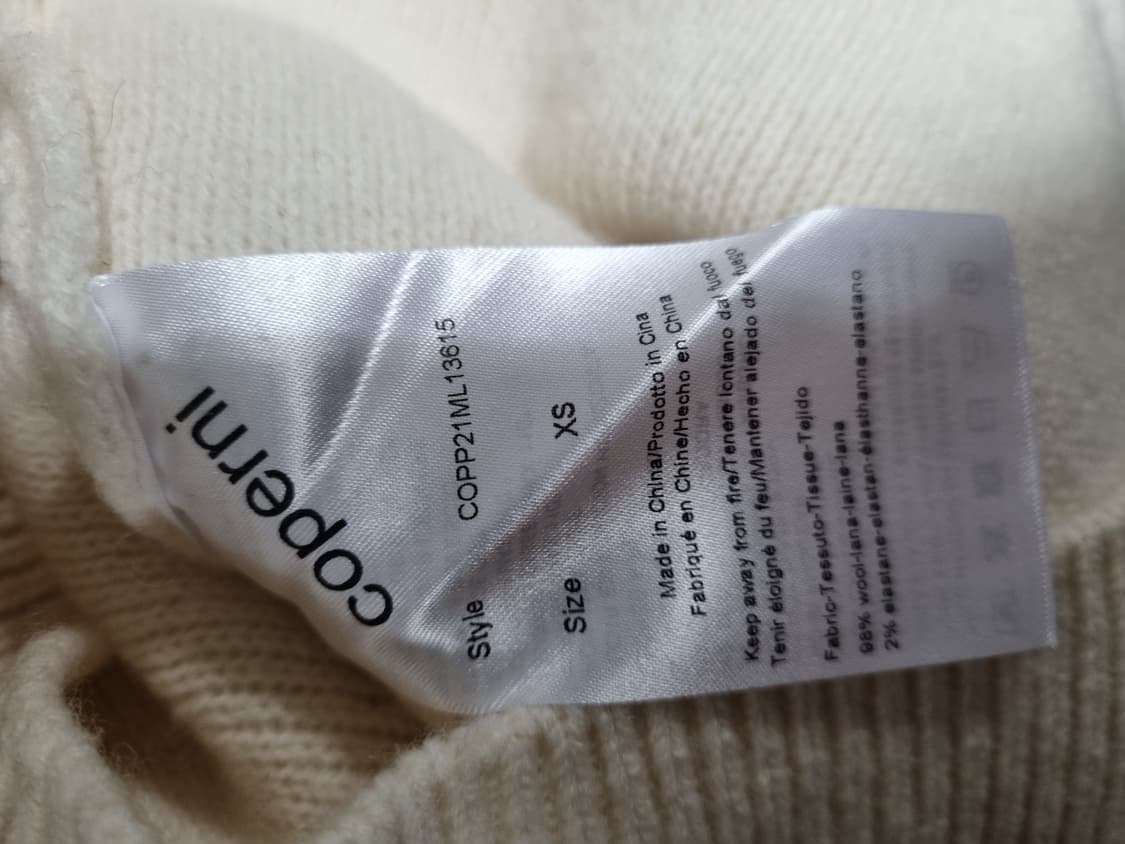 coperni
Style COPP21ML13615
Size XS
Made in China/Prodotto in Cina
Fabriqué en Chine/Hecho en China
Keep away from fire/Tenere lontano dal fuoco
Tenir éloigné du feu/Mantener alejado del fuego
Fabric-Tessuto-Tissue-Tejido
98% wool-lana-laine-lana
2% elastane-elastan-élasthanne-elastano